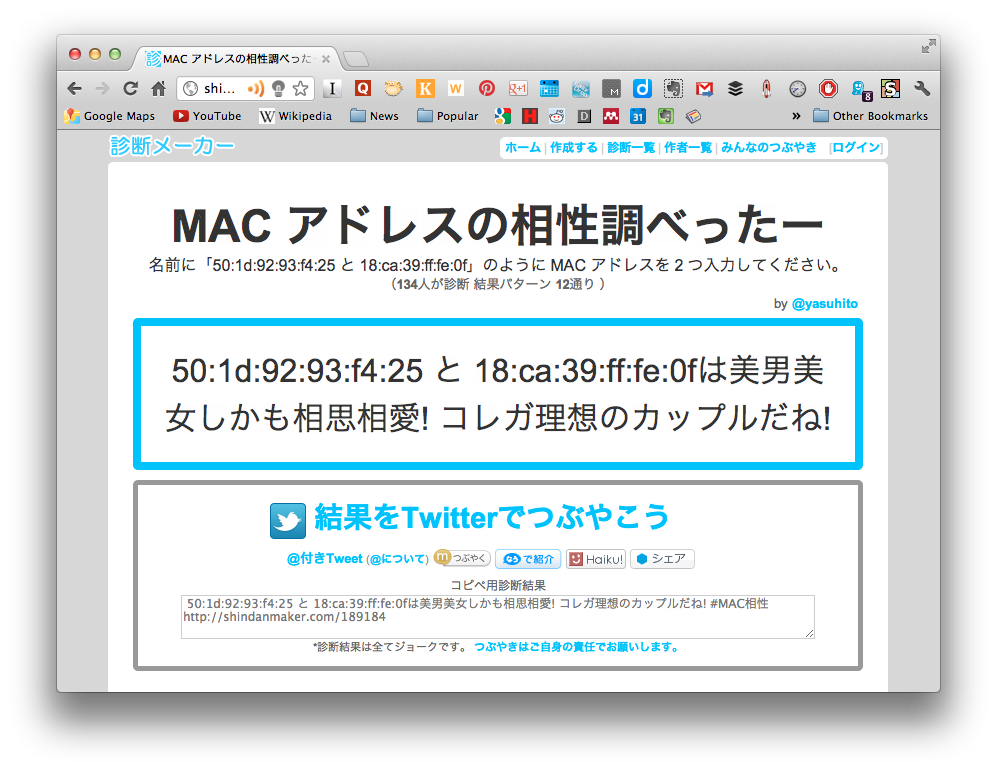 MAC アドレスの相性調べった
shi...
Google Maps YouTube Wikipedia News Popular » Other Bookmarks
診断メーカー
ホーム | 作成する | 診断一覧 | 作者一覧 | みんなのつぶやき [ログイン]
MAC アドレスの相性調べったー
名前に「50:1d:92:93:f4:25 と 18:ca:39:ff:fe:0f」のように MAC アドレスを 2 つ入力してください。
（134人が診断 結果パターン 12通り ）
by @yasuhito
50:1d:92:93:f4:25 と 18:ca:39:ff:fe:0fは美男美
女しかも相思相愛! コレガ理想のカップルだね!
結果をTwitterでつぶやこう
@付きTweet (@について) つぶやく で紹介 Haiku! シェア
コピペ用診断結果
50:1d:92:93:f4:25 と 18:ca:39:ff:fe:0fは美男美女しかも相思相愛! コレガ理想のカップルだね! #MAC相性
http://shindanmaker.com/189184
*診断結果は全てジョークです。 つぶやきはご自身の責任でお願いします。